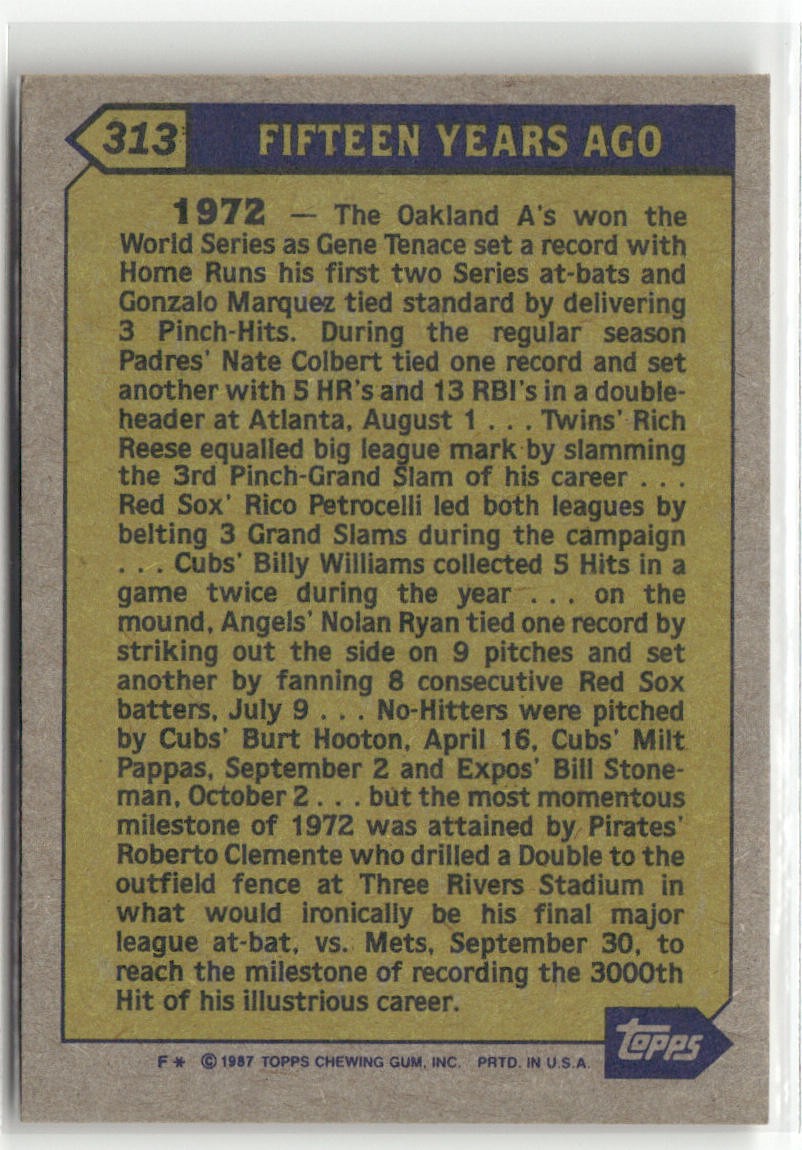 313
FIFTEEN YEARS AGO
1972 — The Oakland A's won the
World Series as Gene Tenace set a record with
Home Runs his first two Series at-bats and
Gonzalo Marquez tied standard by delivering
3 Pinch-Hits. During the regular season
Padres' Nate Colbert tied one record and set
another with 5 HR's and 13 RBI's in a double-
header at Atlanta, August 1 . . . Twins' Rich
Reese equalled big league mark by slamming
the 3rd Pinch-Grand Slam of his career . . .
Red Sox' Rico Petrocelli led both leagues by
belting 3 Grand Slams during the campaign
. . . Cubs' Billy Williams collected 5 Hits in a
game twice during the year . . . on the
mound, Angels' Nolan Ryan tied one record by
striking out the side on 9 pitches and set
another by fanning 8 consecutive Red Sox
batters, July 9 . . . No-Hitters were pitched
by Cubs' Burt Hooton, April 16, Cubs' Milt
Pappas, September 2 and Expos' Bill Stone-
man, October 2 . . . but the most momentous
milestone of 1972 was attained by Pirates'
Roberto Clemente who drilled a Double to the
outfield fence at Three Rivers Stadium in
what would ironically be his final major
league at-bat, vs. Mets, September 30, to
reach the milestone of recording the 3000th
Hit of his illustrious career.
topps
F* © 1987 TOPPS CHEWING GUM, INC. PRTD. IN U.S.A.